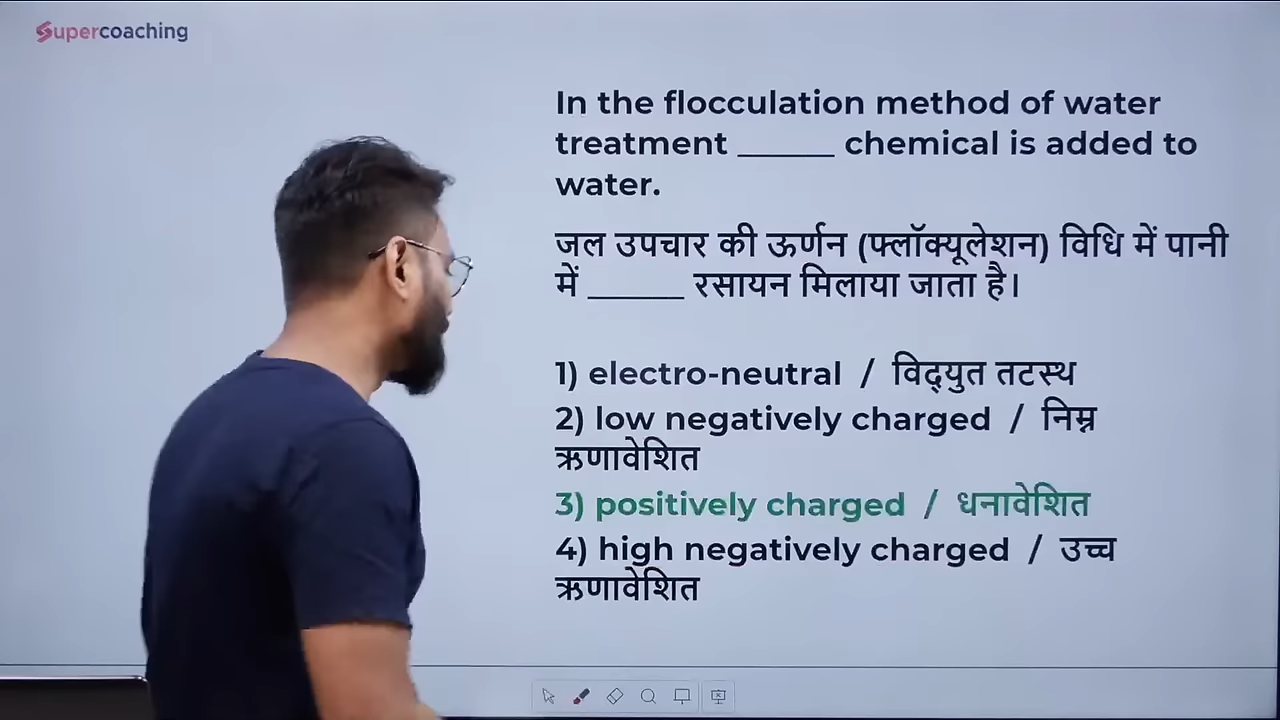 Supercoaching
In the flocculation method of water
treatment ______ chemical is added to
water.
जल उपचार की ऊर्णन (फ्लॉक्यूलेशन) विधि में पानी
में ______ रसायन मिलाया जाता है।
1) electro-neutral / विद्युत तटस्थ
2) low negatively charged / निम्न
ऋणावेशित
3) positively charged / धनावेशित
4) high negatively charged / उच्च
ऋणावेशित